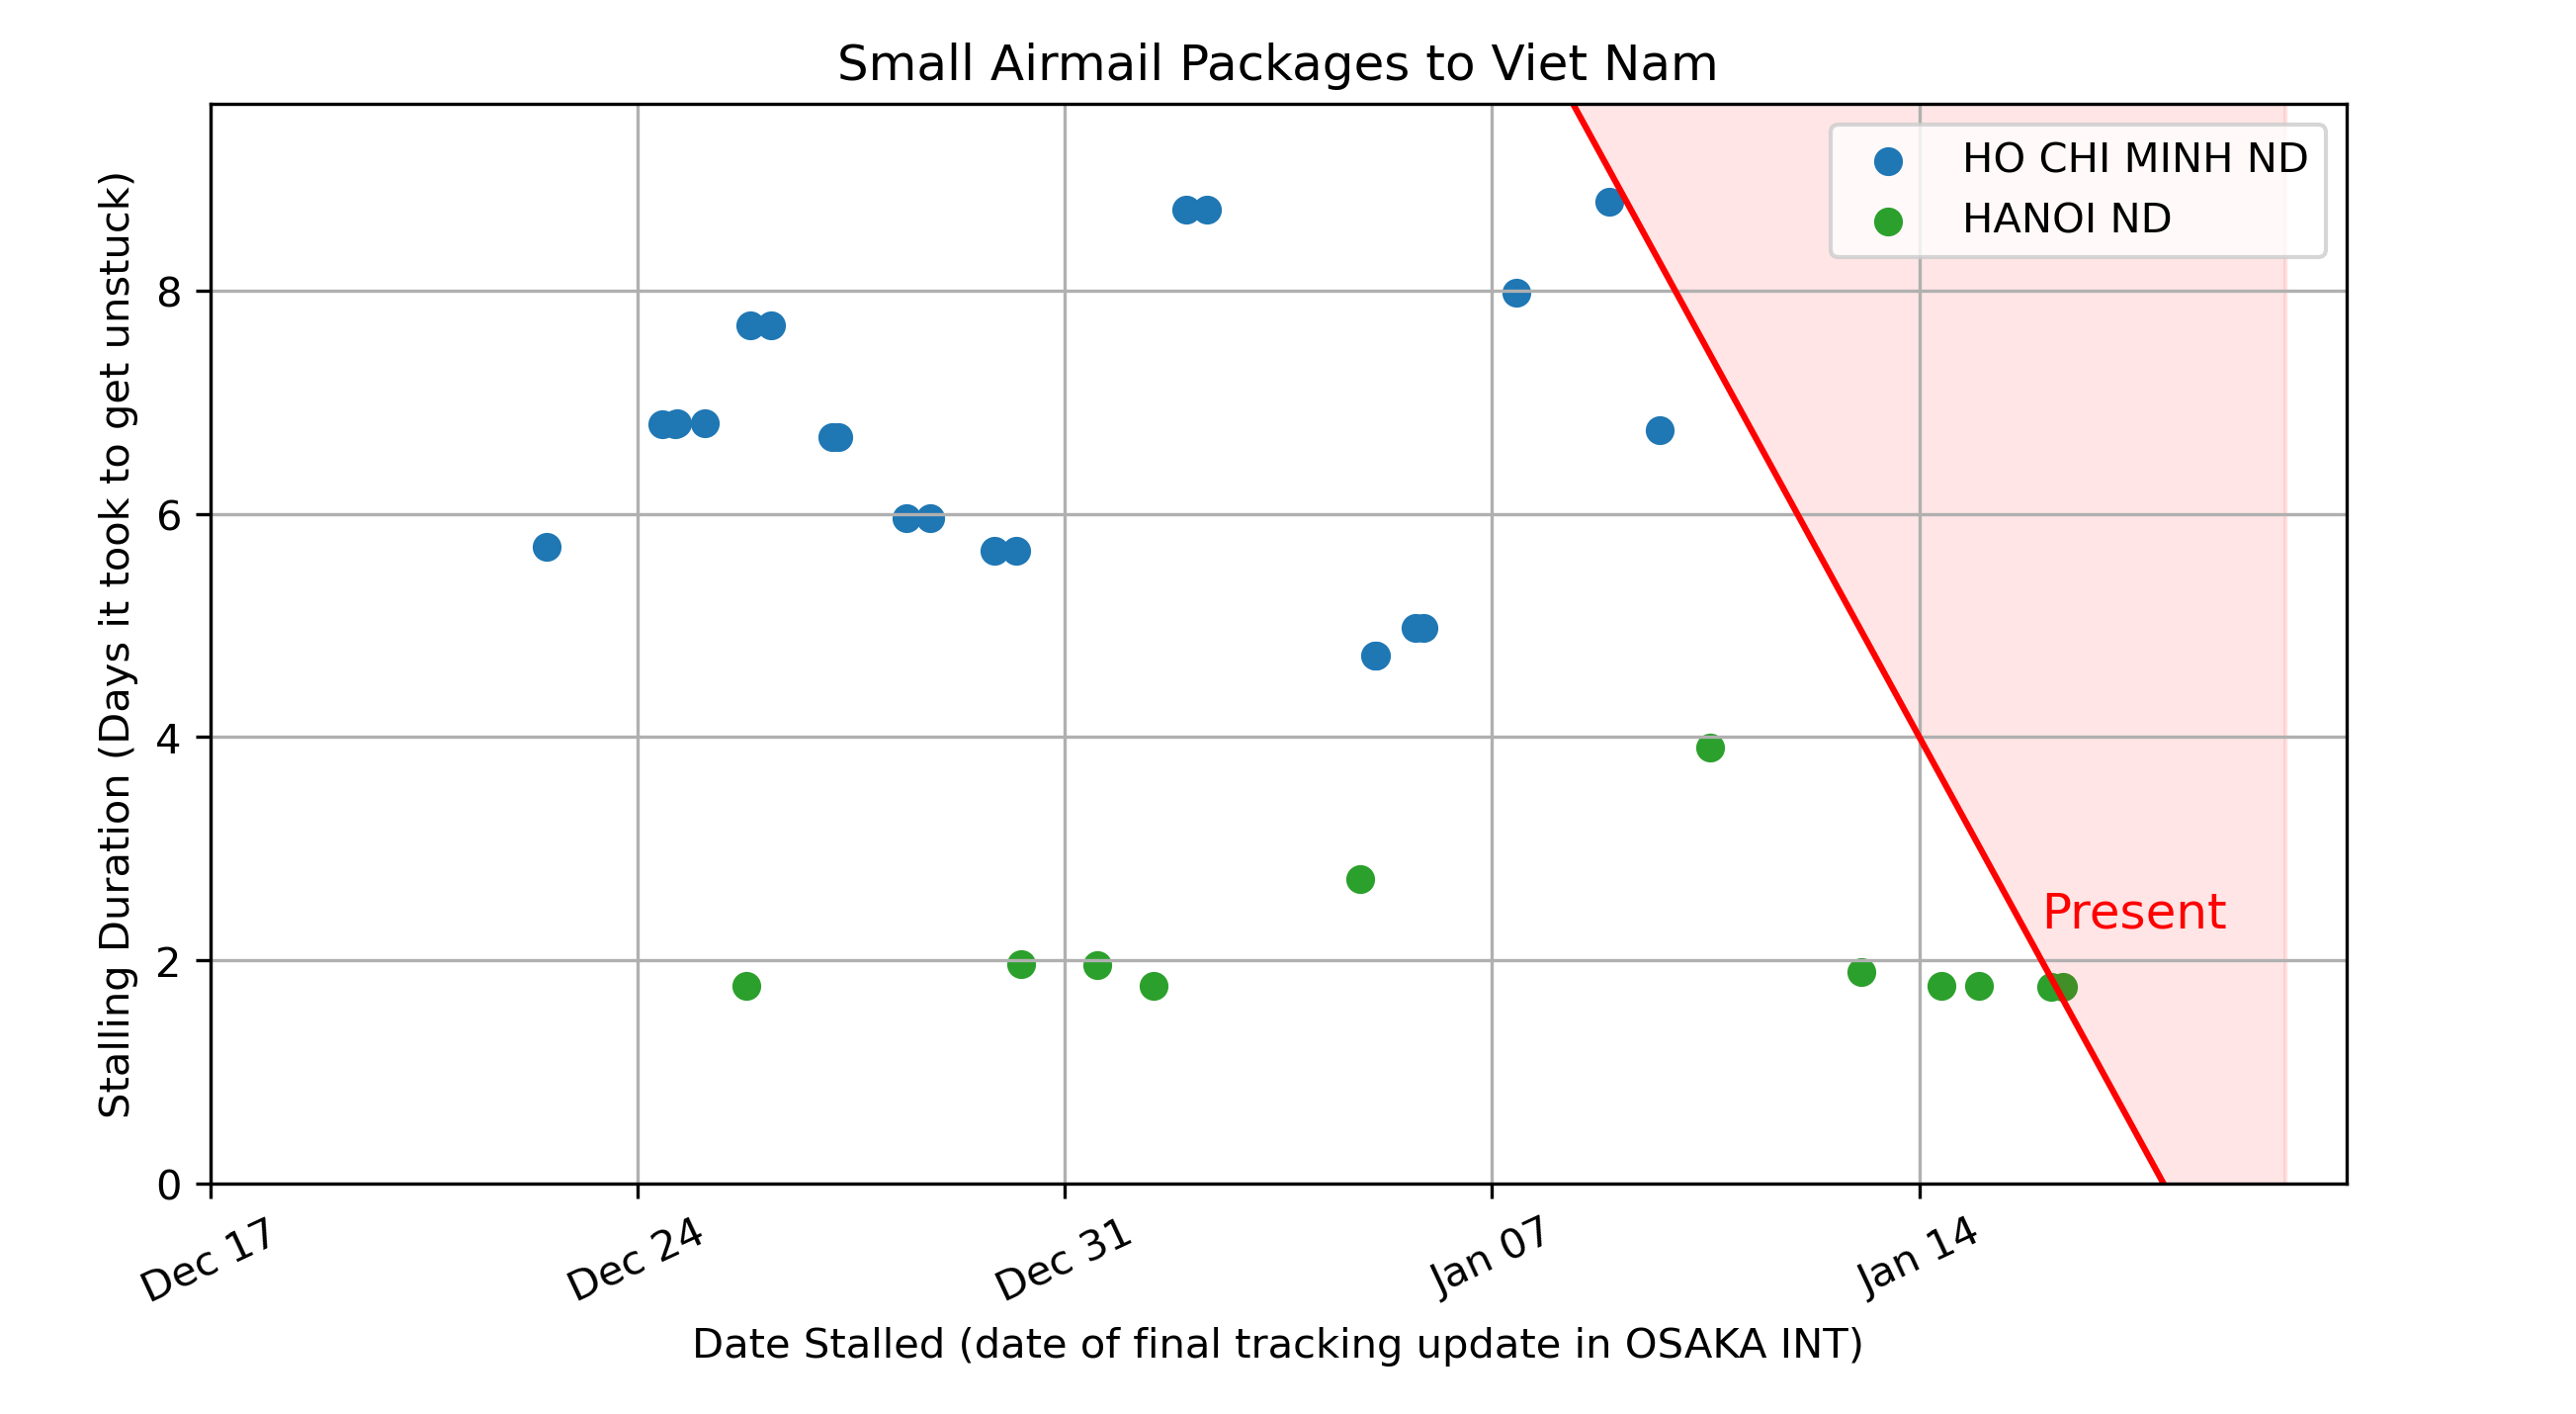 Small Airmail Packages to Viet Nam
HO CHI MINH ND
HANOI ND
Stalling Duration (Days it took to get unstuck)
8
6
4
2
0
Present
Dec 17
Dec 24
Dec 31
Jan 07
Jan 14
Date Stalled (date of final tracking update in OSAKA INT)